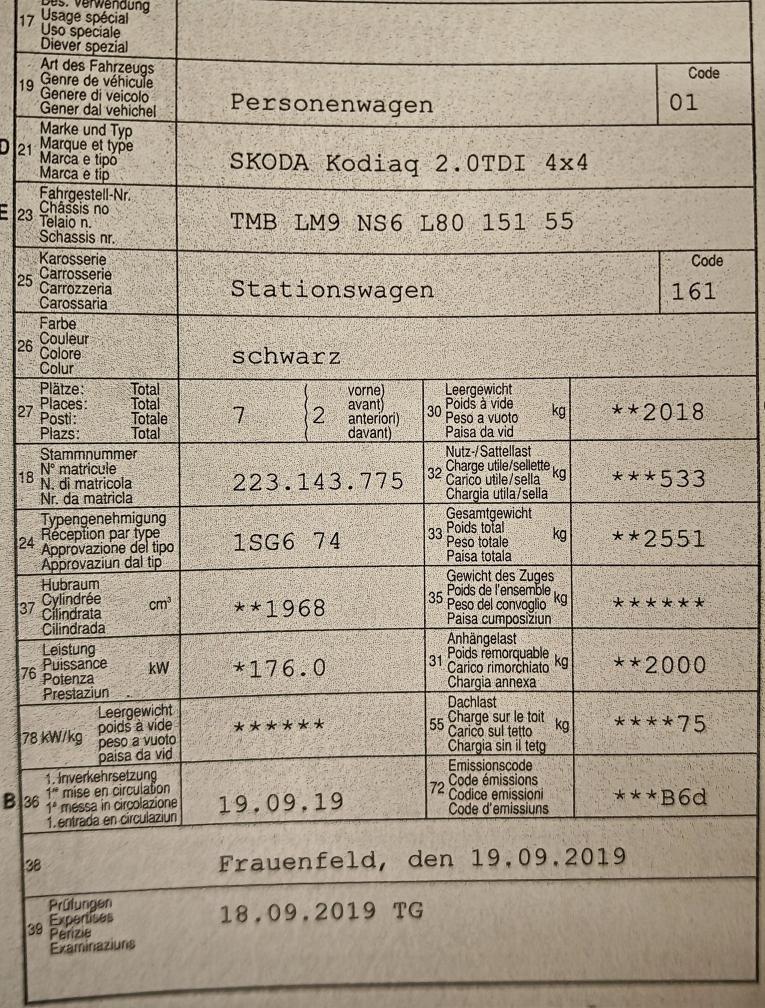 Bes. Verwendung
17 Usage spécial
Uso speciale
Diever spezial
Art des Fahrzeugs
19 Genre de véhicule
Genere di veicolo
Gener dal vehichel
Personenwagen
Code
01
Marke und Typ
D 21 Marque et type
Marca e tipo
Marca e tip
SKODA Kodiaq 2.0TDI 4x4
Fahrgestell-Nr.
E 23 Châssis no
Telaio n.
Schassis nr.
TMB LM9 NS6 L80 151 55
Karosserie
25 Carrosserie
Carrozzeria
Carossaria
Stationswagen
Code
161
Farbe
26 Couleur
Colore
Colur
schwarz
Plätze: Total
27 Places: Total
Posti: Totale
Plazs: Total
7 (2 vorne)
avant)
anteriori)
davant)
Leergewicht
30 Poids à vide kg
Peso a vuoto
Paisa da vid
**2018
Stammnummer
18 N° matricule
N. di matricola
Nr. da matricla
223.143.775
Nutz-/Sattellast
32 Charge utile/sellette kg
Carico utile/sella
Chargia utila/sella
***533
Typengenehmigung
24 Réception par type
Approvazione del tipo
Approvaziun dal tip
1SG6 74
Gesamtgewicht
33 Poids total kg
Peso totale
Paisa totala
**2551
Hubraum
37 Cylindrée cm³
Cilindrata
Cilindrada
**1968
Gewicht des Zuges
35 Poids de l'ensemble kg
Peso del convoglio
Paisa cumposiziun
******
Leistung
76 Puissance kW
Potenza
Prestaziun
*176.0
Anhängelast
31 Poids remorquable kg
Carico rimorchiato
Chargia annexa
**2000
Leergewicht
78 kW/kg poids à vide
peso a vuoto
paisa da vid
******
Dachlast
55 Charge sur le toit kg
Carico sul tetto
Chargia sin il tetg
****75
1. Inverkehrsetzung
B 36 1re mise en circulation
1a messa in circolazione
1. entrada en circulaziun
19.09.19
Emissionscode
72 Code émissions
Codice emissioni
Code d'emissiuns
***B6d
38 Frauenfeld, den 19.09.2019
Prüfungen
39 Expertises
Perizie
Examinaziuns
18.09.2019 TG